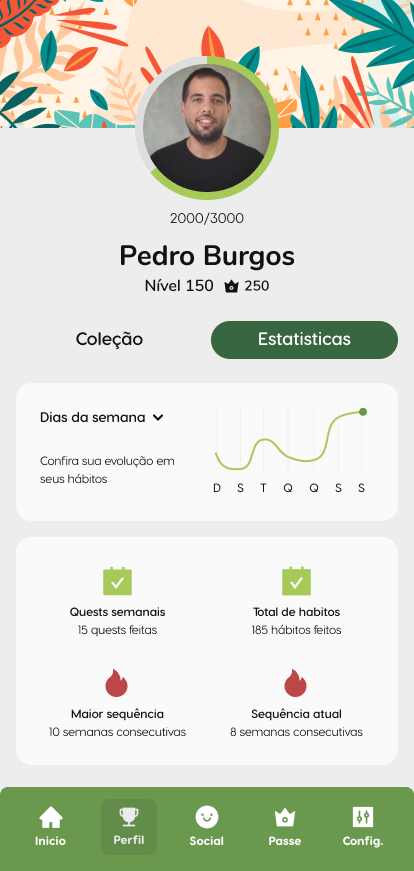 2000/3000
Pedro Burgos
Nível 150 250
Coleção Estatisticas
Dias da semana
Confira sua evolução em
seus hábitos
D S T Q Q S S
Quests semanais Total de habitos
15 quests feitas 185 hábitos feitos
Maior sequência Sequência atual
10 semanas consecutivas 8 semanas consecutivas
Inicio Perfil Social Passe Config.